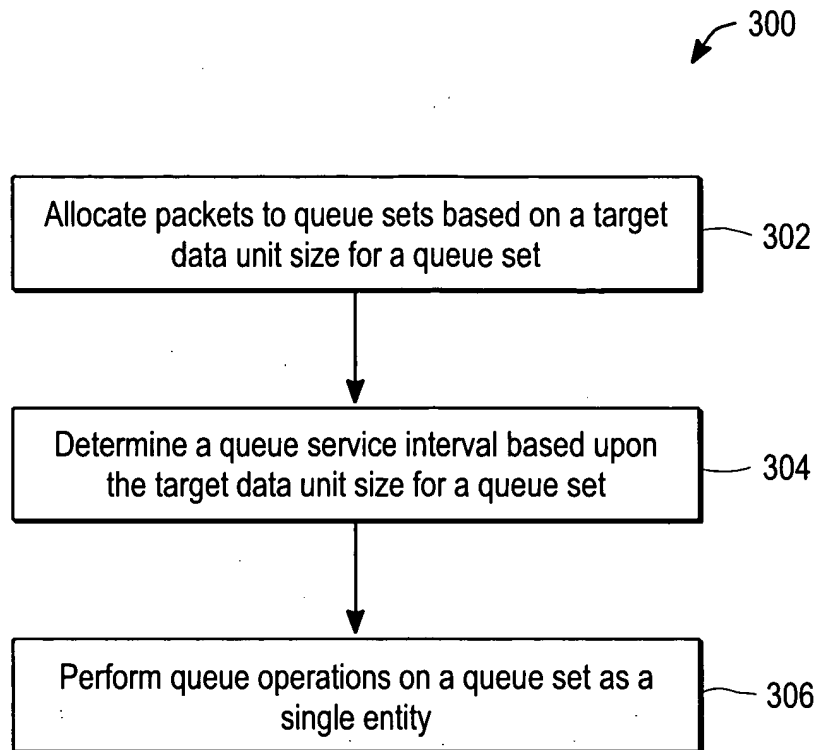 300
Allocate packets to queue sets based on a target
data unit size for a queue set
302
Determine a queue service interval based upon
the target data unit size for a queue set
304
Perform queue operations on a queue set as a
single entity
306